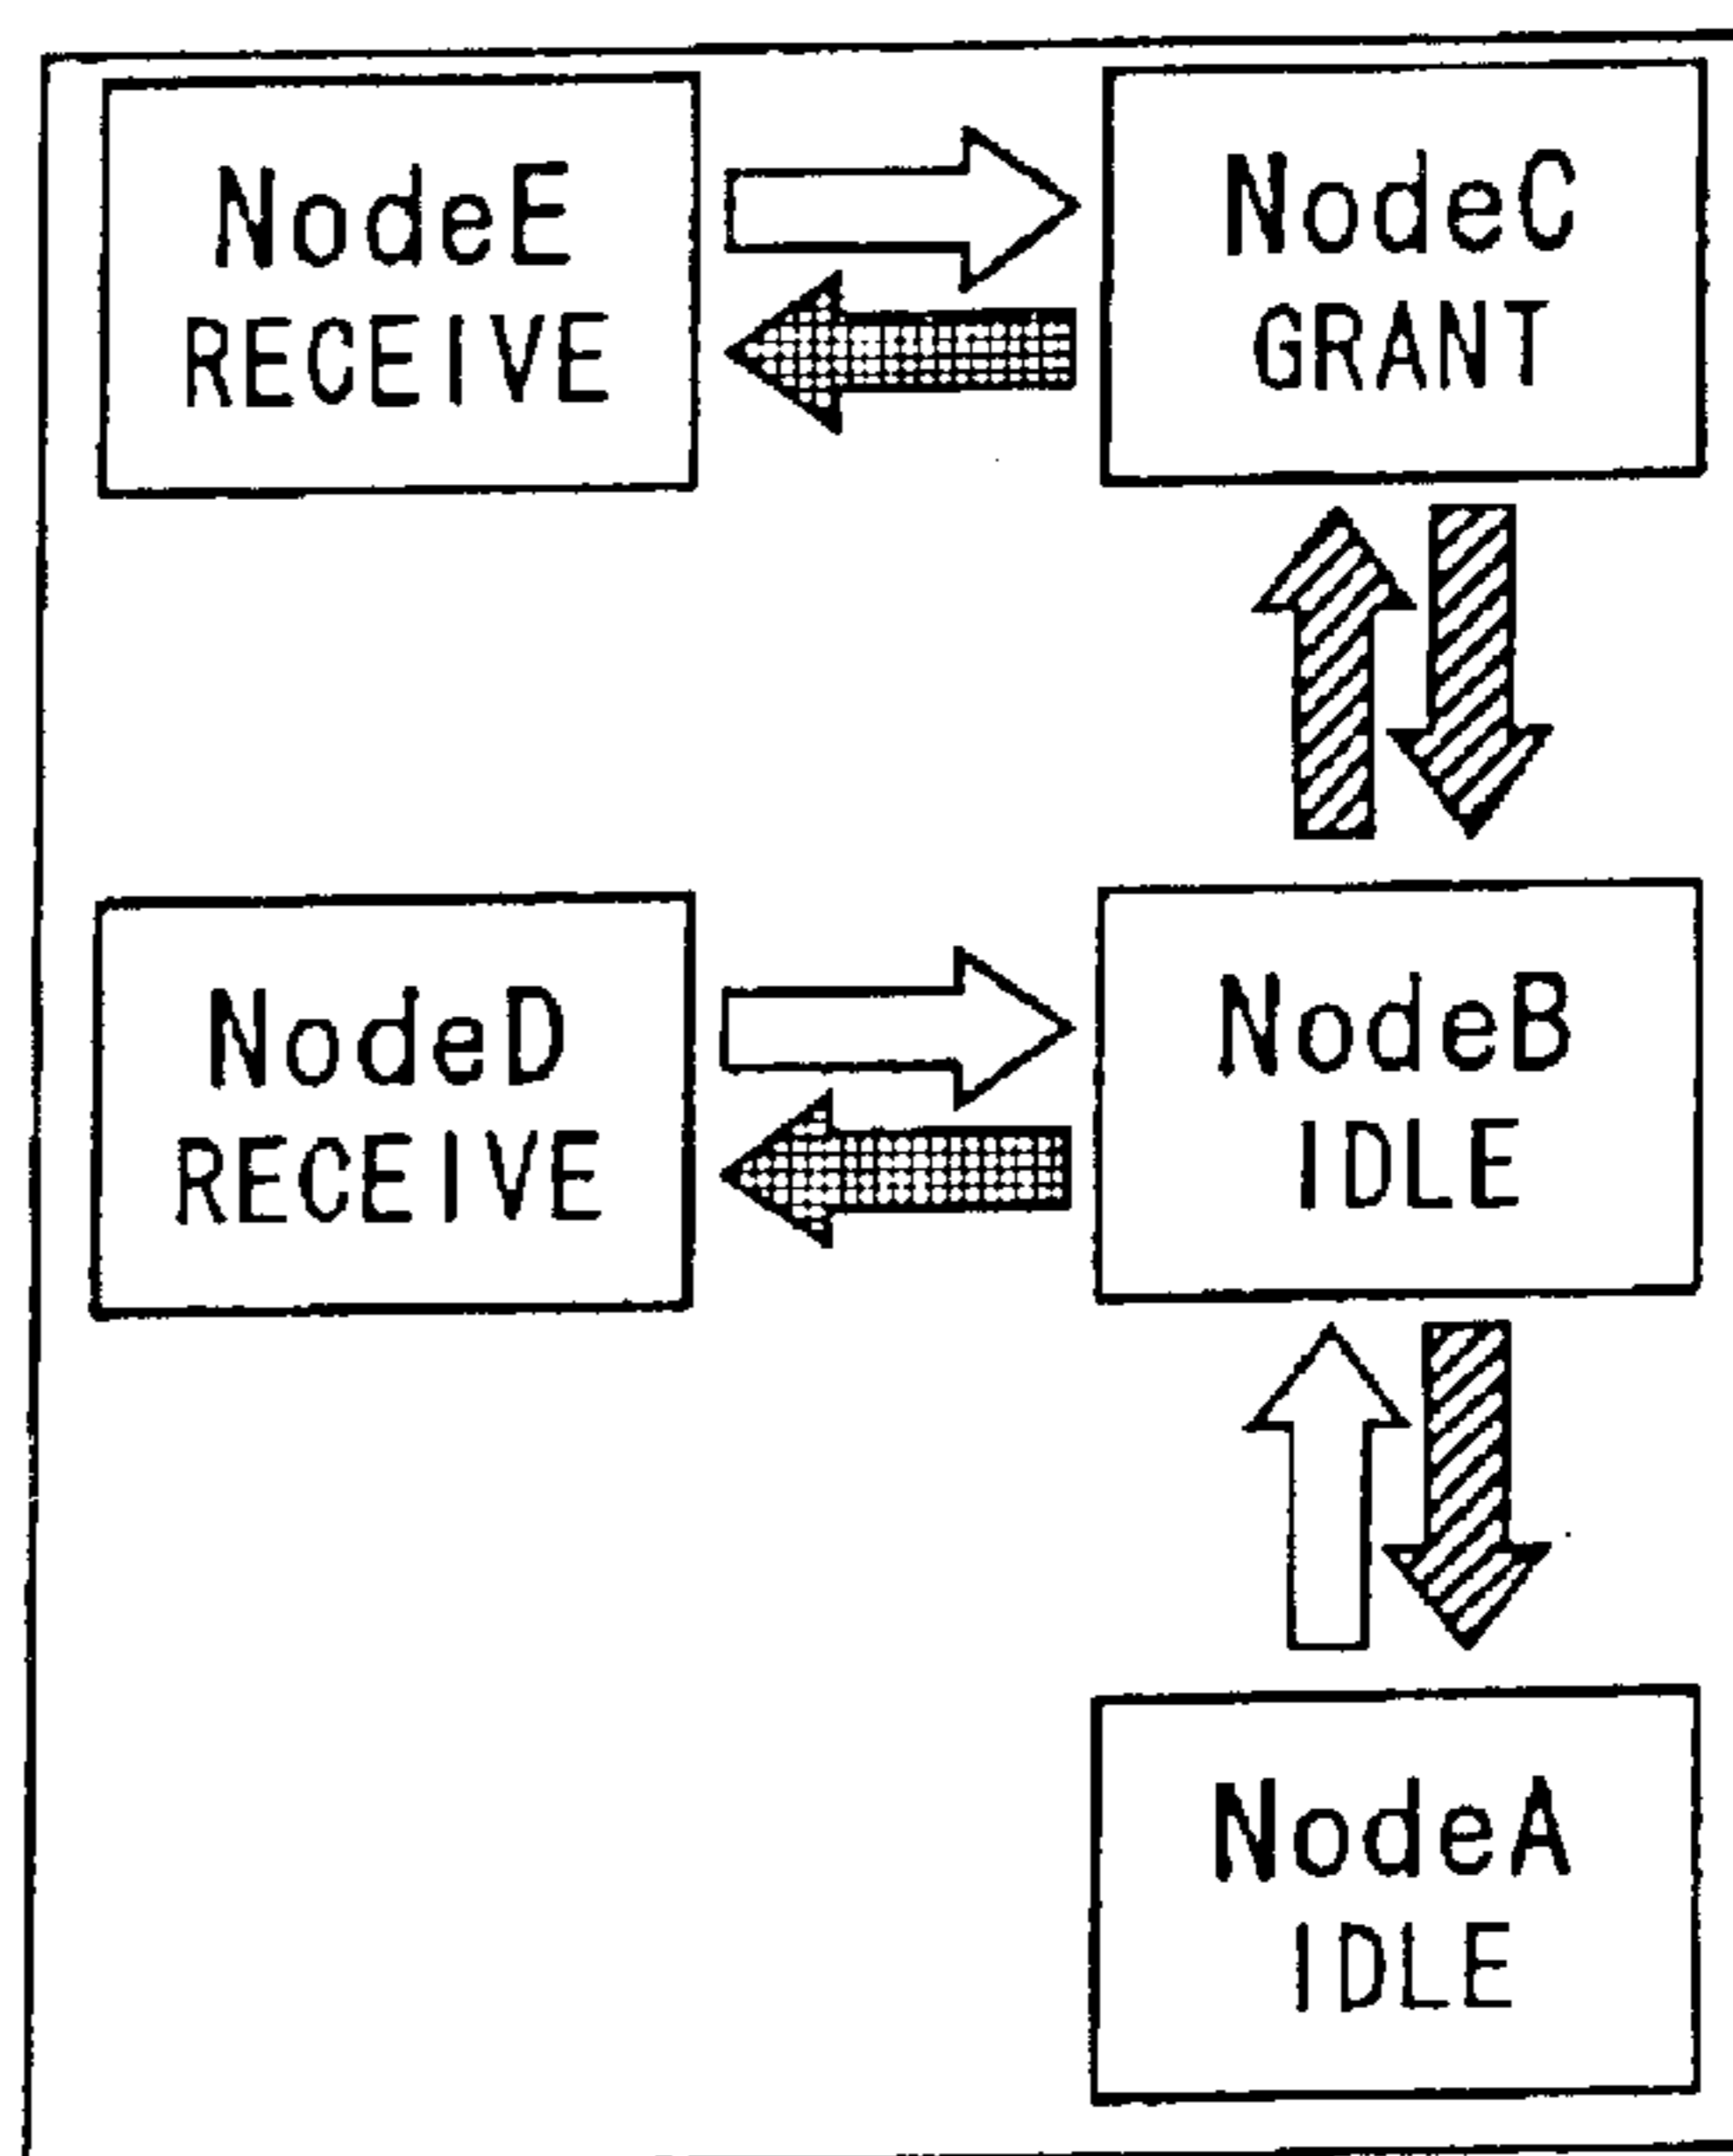 NodeE
RECEIVE
NodeC
GRANT
NodeD
RECEIVE
NodeB
IDLE
NodeA
IDLE